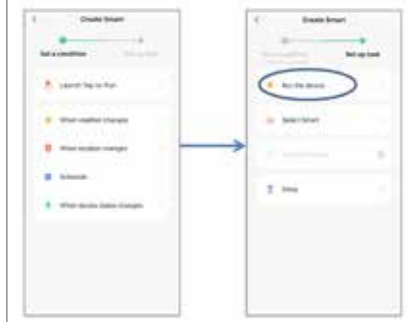 Create Smart
Set a condition
Launch Tap-to-Run
When weather changes
When location changes
Schedule
When device status changes
Create Smart
Set up task
Run the device
Select Smart
Delay